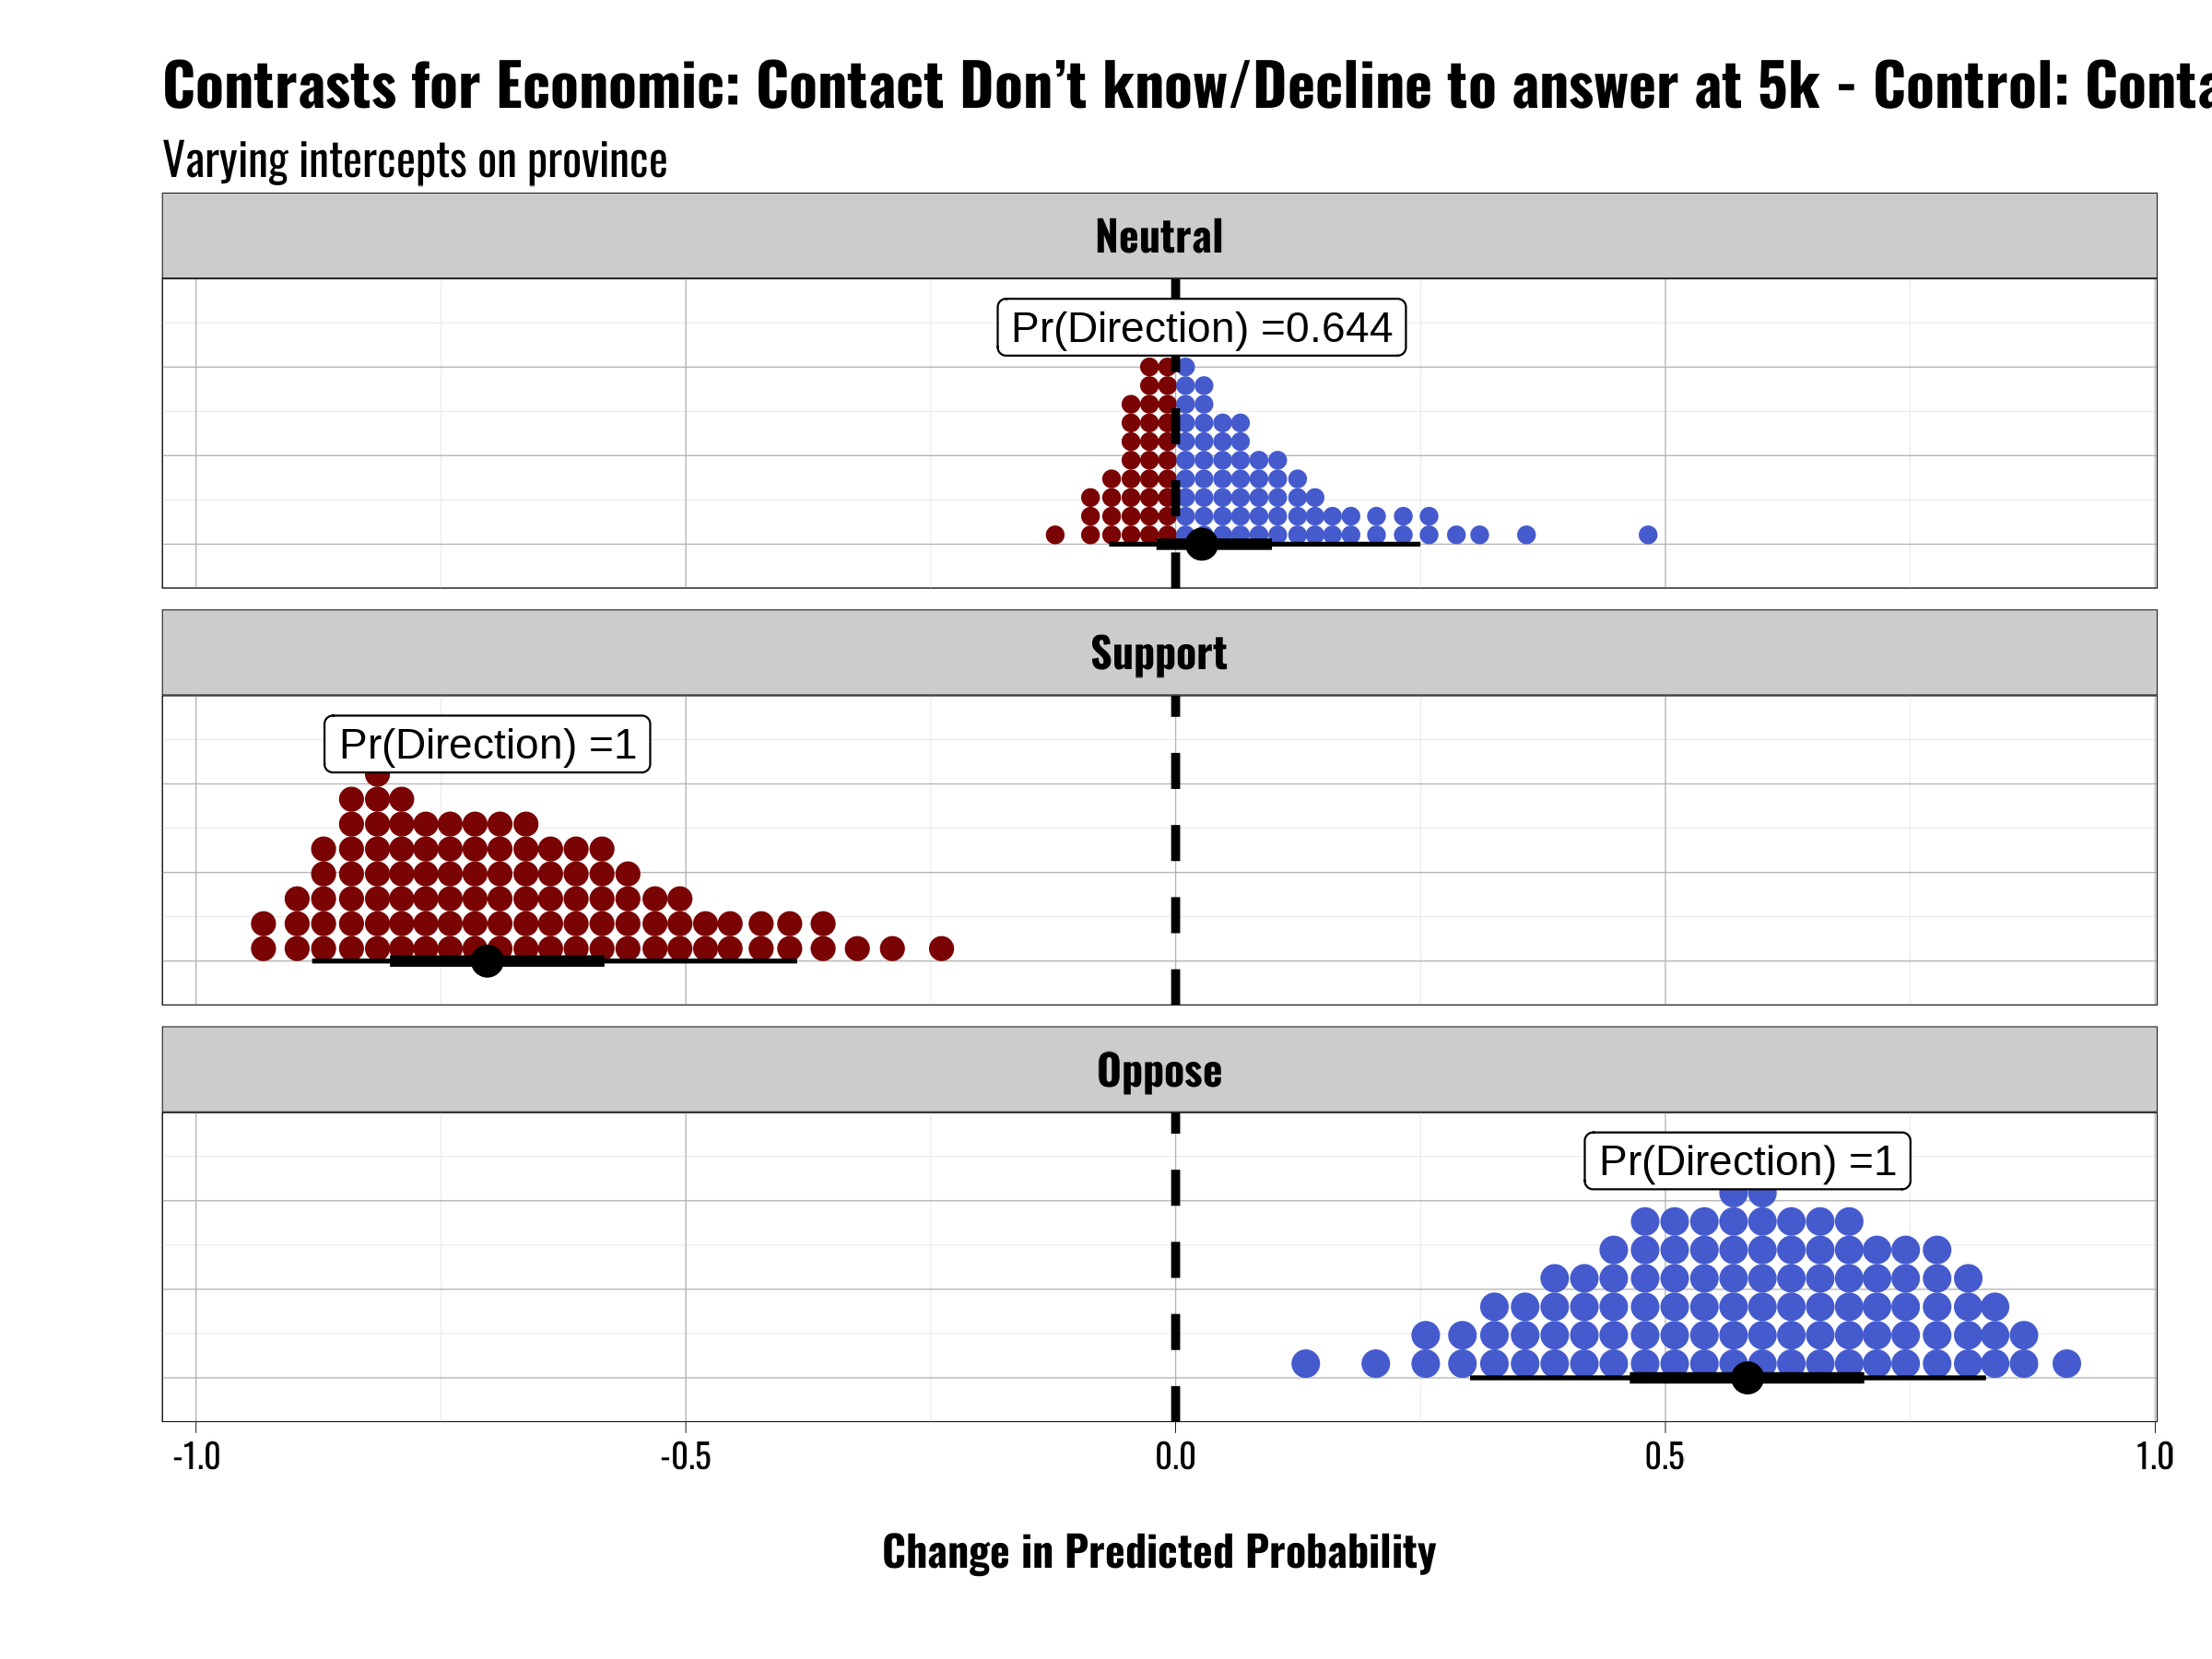 Contrasts for Economic: Contact Don’t know/Decline to answer at 5k - Control: Conta
Varying intercepts on province
Neutral
Pr(Direction) =0.644
Support
Pr(Direction) =1
Oppose
Pr(Direction) =1
-1.0 -0.5 0.0 0.5 1.0
Change in Predicted Probability